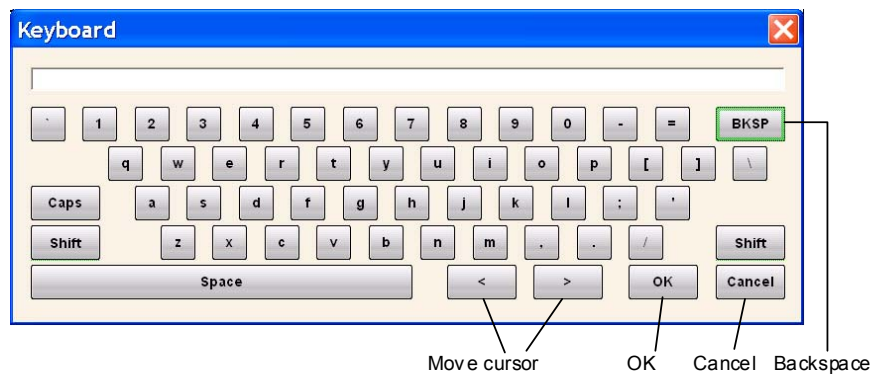 Keyboard
` 1 2 3 4 5 6 7 8 9 0 - = BKSP
q w e r t y u i o p [ ] \
Caps a s d f g h j k l ; '
Shift z x c v b n m , . / Shift
Space < > OK Cancel
Move cursor OK Cancel Backspace